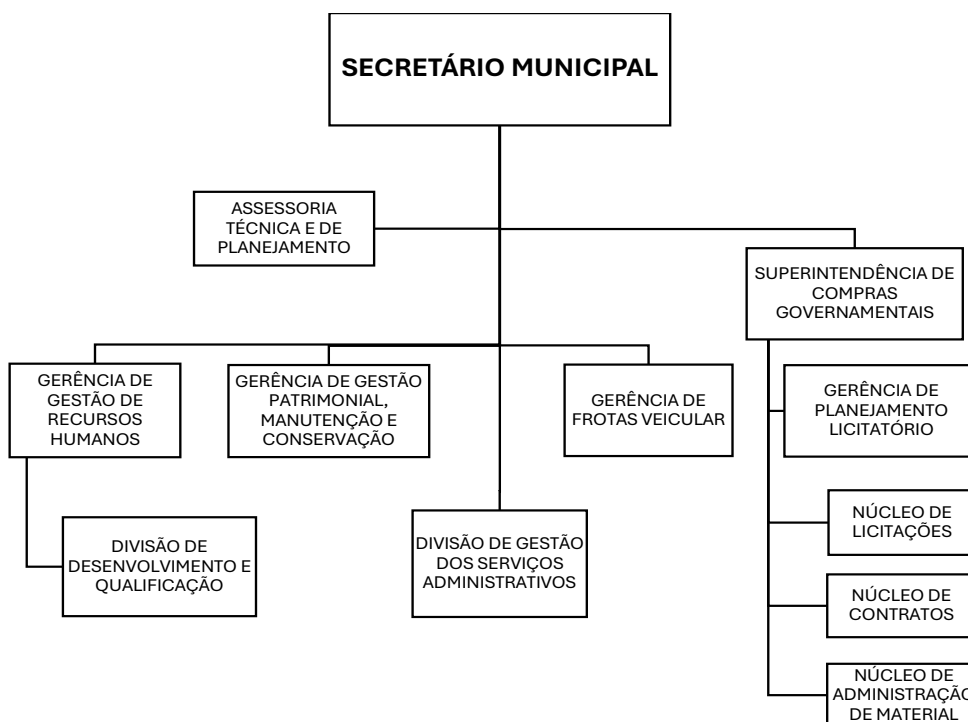 SECRETÁRIO MUNICIPAL
ASSESSORIA
TÉCNICA E DE
PLANEJAMENTO
SUPERINTENDÊNCIA DE
COMPRAS
GOVERNAMENTAIS
GERÊNCIA DE
GESTÃO DE
RECURSOS
HUMANOS
GERÊNCIA DE GESTÃO
PATRIMONIAL,
MANUTENÇÃO E
CONSERVAÇÃO
GERÊNCIA DE
FROTAS VEICULAR
GERÊNCIA DE
PLANEJAMENTO
LICITATÓRIO
DIVISÃO DE
DESENVOLVIMENTO E
QUALIFICAÇÃO
DIVISÃO DE GESTÃO
DOS SERVIÇOS
ADMINISTRATIVOS
NÚCLEO DE
LICITAÇÕES
NÚCLEO DE
CONTRATOS
NÚCLEO DE
ADMINISTRAÇÃO
DE MATERIAL